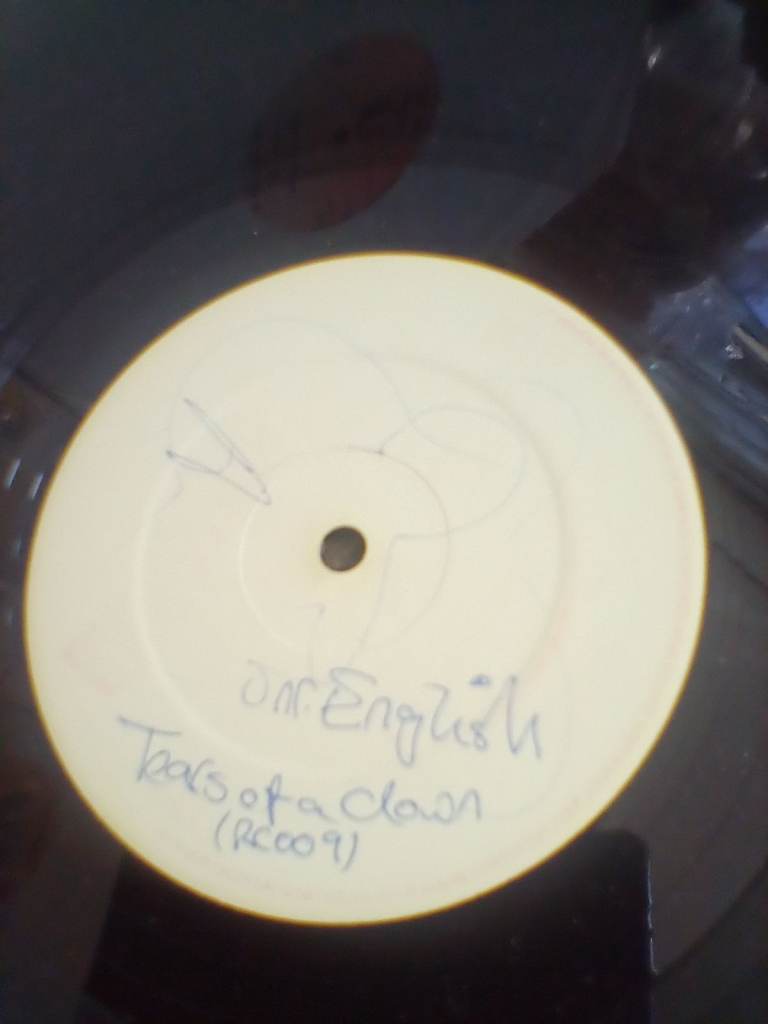 Jnr. English
Tears of a Clown
(RC009)